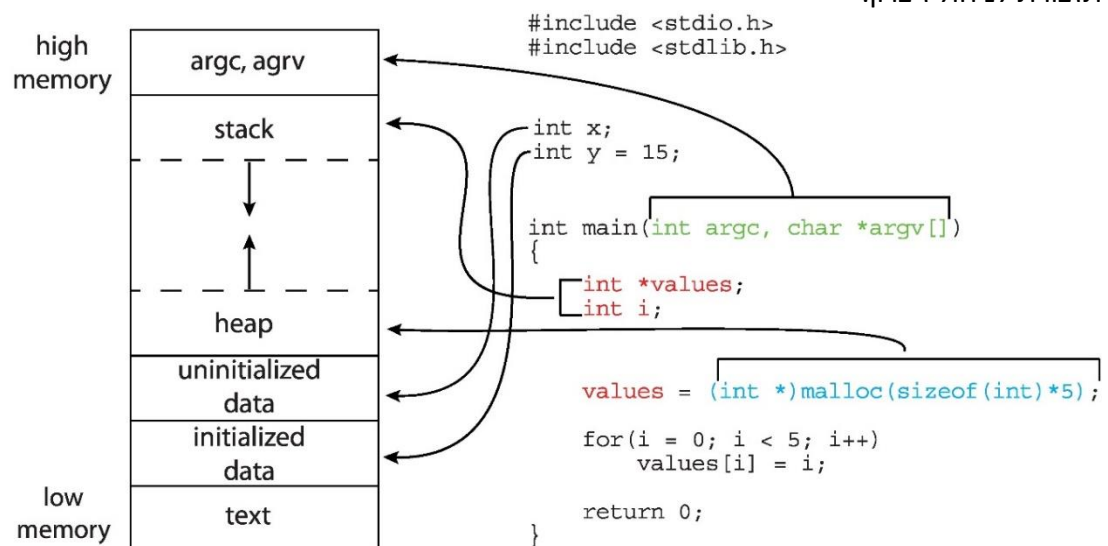 #include <stdio.h>
#include <stdlib.h>
high
memory
argc, agrv
stack
heap
uninitialized
data
initialized
data
text
low
memory
int x;
int y = 15;
int main(int argc, char *argv[])
{
int *values;
int i;
values = (int *)malloc(sizeof(int)*5);
for(i = 0; i < 5; i++)
values[i] = i;
return 0;
}